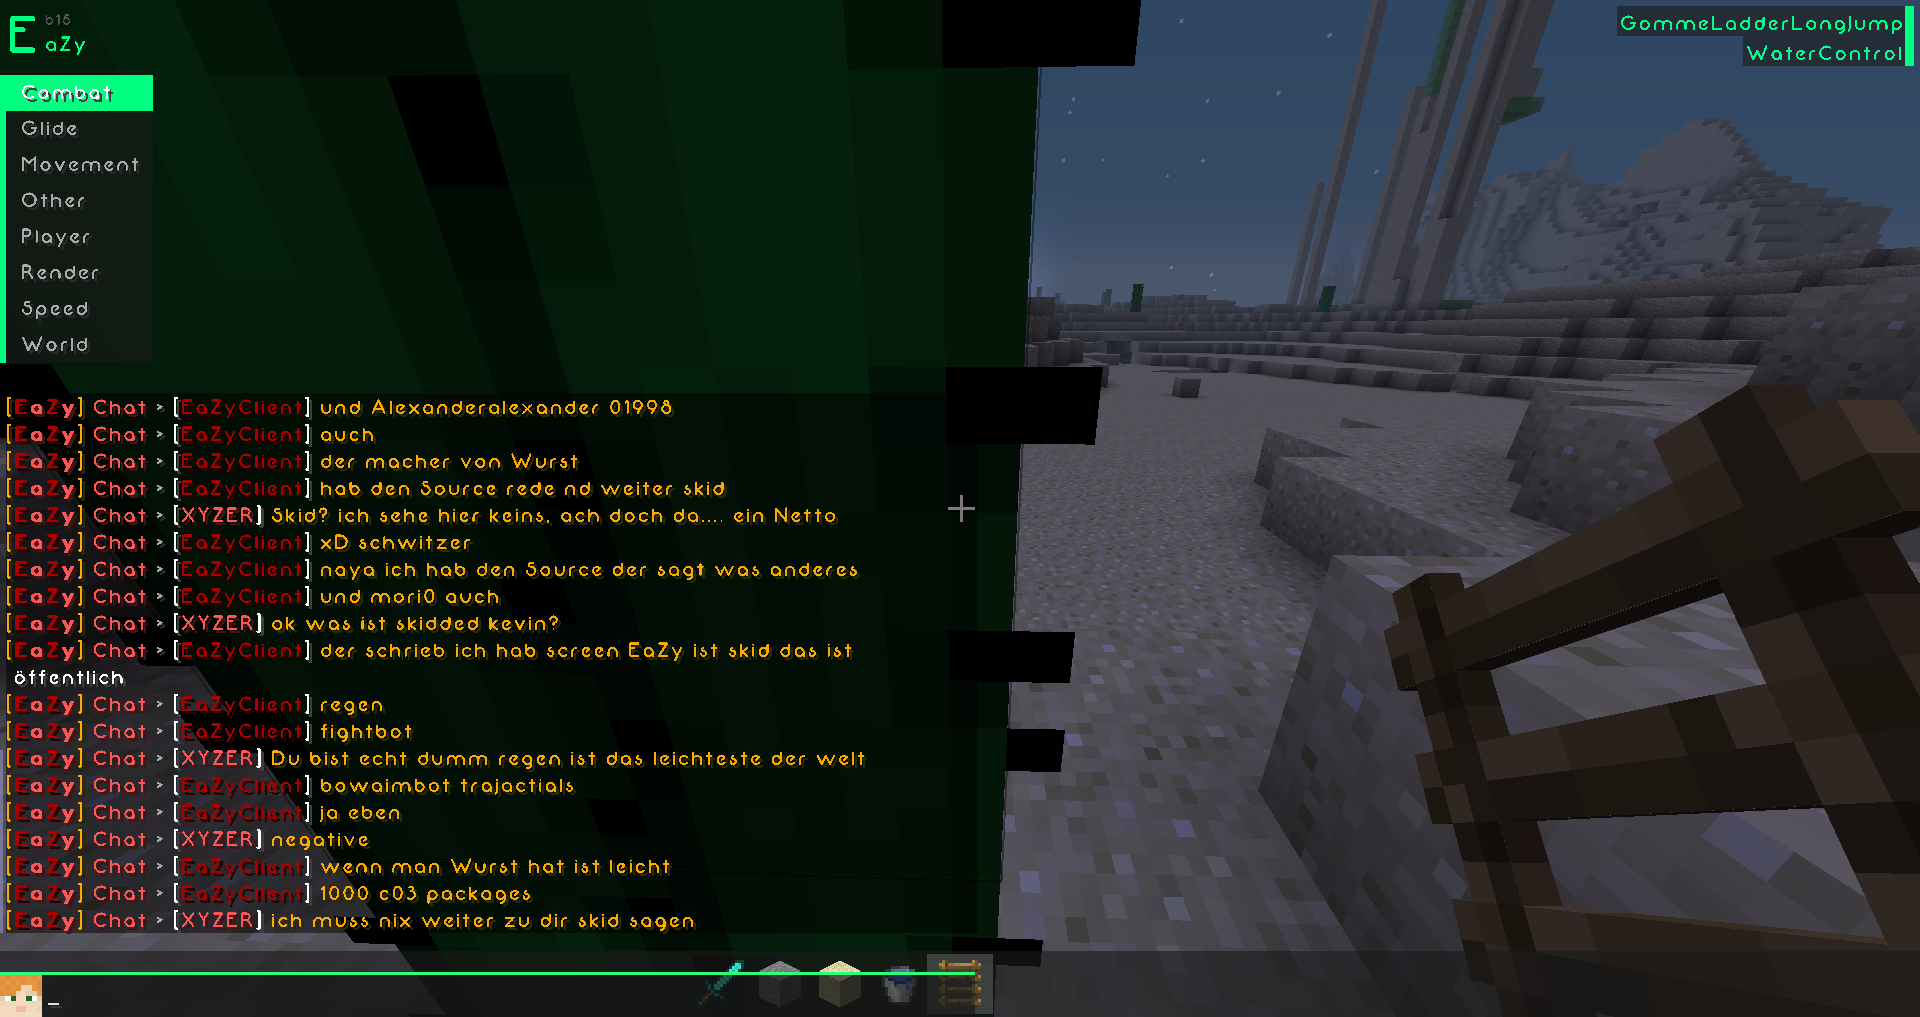 E b15
aZy
GommeLadderLongJump
WaterControl
Combat
Glide
Movement
Other
Player
Render
Speed
World
[EaZy] Chat > [EaZyClient] und Alexanderalexander 01998
[EaZy] Chat > [EaZyClient] auch
[EaZy] Chat > [EaZyClient] der macher von Wurst
[EaZy] Chat > [EaZyClient] hab den Source rede nd weiter skid
[EaZy] Chat > [XYZER] Skid? ich sehe hier keins, ach doch da.... ein Netto
[EaZy] Chat > [EaZyClient] xD schwitzer
[EaZy] Chat > [EaZyClient] naya ich hab den Source der sagt was anderes
[EaZy] Chat > [EaZyClient] und mori0 auch
[EaZy] Chat > [XYZER] ok was ist skidded kevin?
[EaZy] Chat > [EaZyClient] der schrieb ich hab screen EaZy ist skid das ist
öffentlich
[EaZy] Chat > [EaZyClient] regen
[EaZy] Chat > [EaZyClient] fightbot
[EaZy] Chat > [XYZER] Du bist echt dumm regen ist das leichteste der welt
[EaZy] Chat > [EaZyClient] bowaimbot trajactials
[EaZy] Chat > [EaZyClient] ja eben
[EaZy] Chat > [XYZER] negative
[EaZy] Chat > [EaZyClient] wenn man Wurst hat ist leicht
[EaZy] Chat > [EaZyClient] 1000 c03 packages
[EaZy] Chat > [XYZER] ich muss nix weiter zu dir skid sagen
_